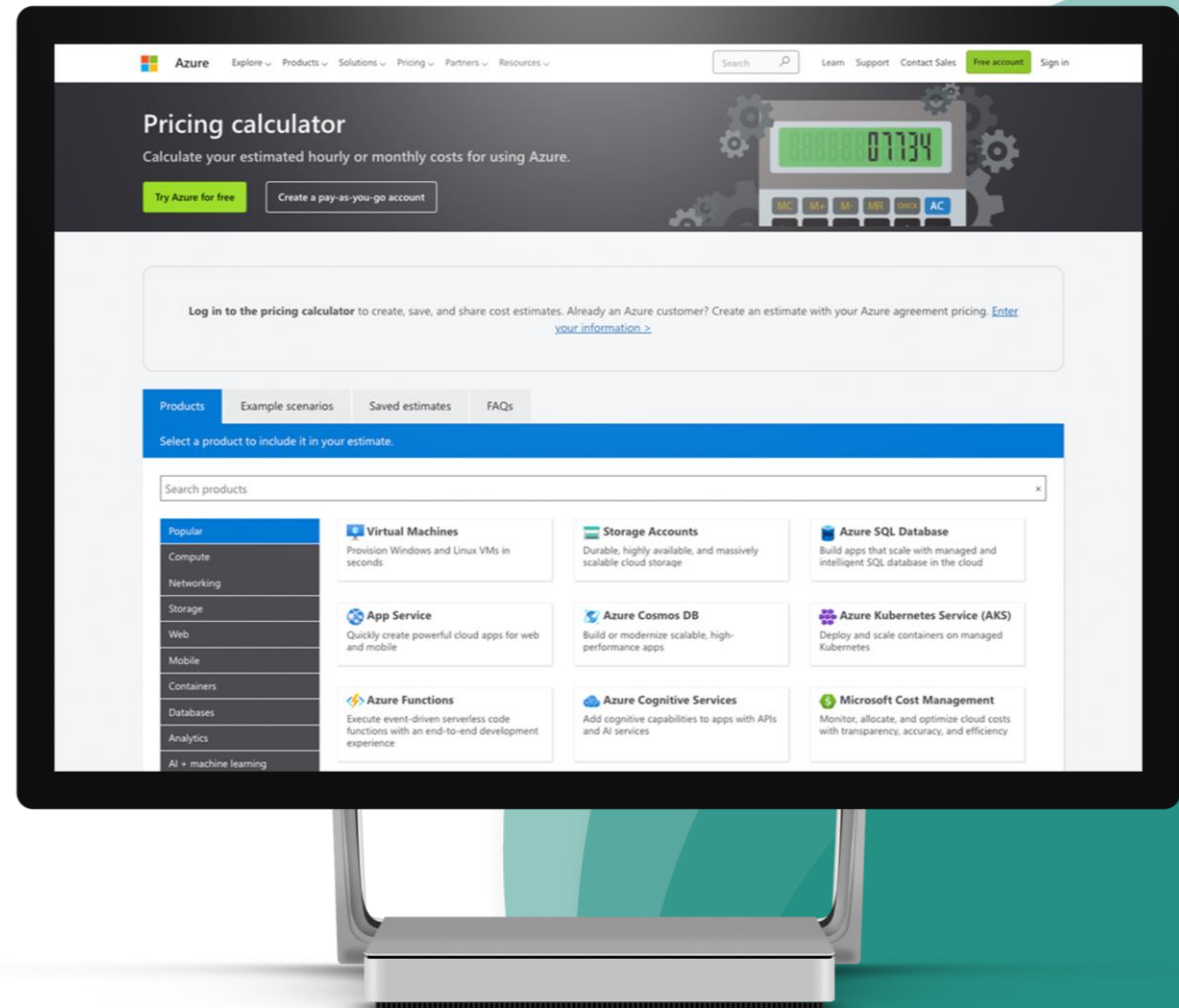 Azure Explore Products Solutions Pricing Partners Resources Search Learn Support Contact Sales Free account Sign in
Pricing calculator
Calculate your estimated hourly or monthly costs for using Azure.
Try Azure for free Create a pay-as-you-go account
07734
MC M+ M- MR CHECK AC
Log in to the pricing calculator to create, save, and share cost estimates. Already an Azure customer? Create an estimate with your Azure agreement pricing. Enter
your information >
Products Example scenarios Saved estimates FAQs
Select a product to include it in your estimate.
Search products ×
Popular
Compute
Networking
Storage
Web
Mobile
Containers
Databases
Analytics
AI + machine learning
Virtual Machines
Provision Windows and Linux VMs in
seconds
Storage Accounts
Durable, highly available, and massively
scalable cloud storage
Azure SQL Database
Build apps that scale with managed and
intelligent SQL database in the cloud
App Service
Quickly create powerful cloud apps for web
and mobile
Azure Cosmos DB
Build or modernize scalable, high-
performance apps
Azure Kubernetes Service (AKS)
Deploy and scale containers on managed
Kubernetes
Azure Functions
Execute event-driven serverless code
functions with an end-to-end development
experience
Azure Cognitive Services
Add cognitive capabilities to apps with APIs
and AI services
Microsoft Cost Management
Monitor, allocate, and optimize cloud costs
with transparency, accuracy, and efficiency